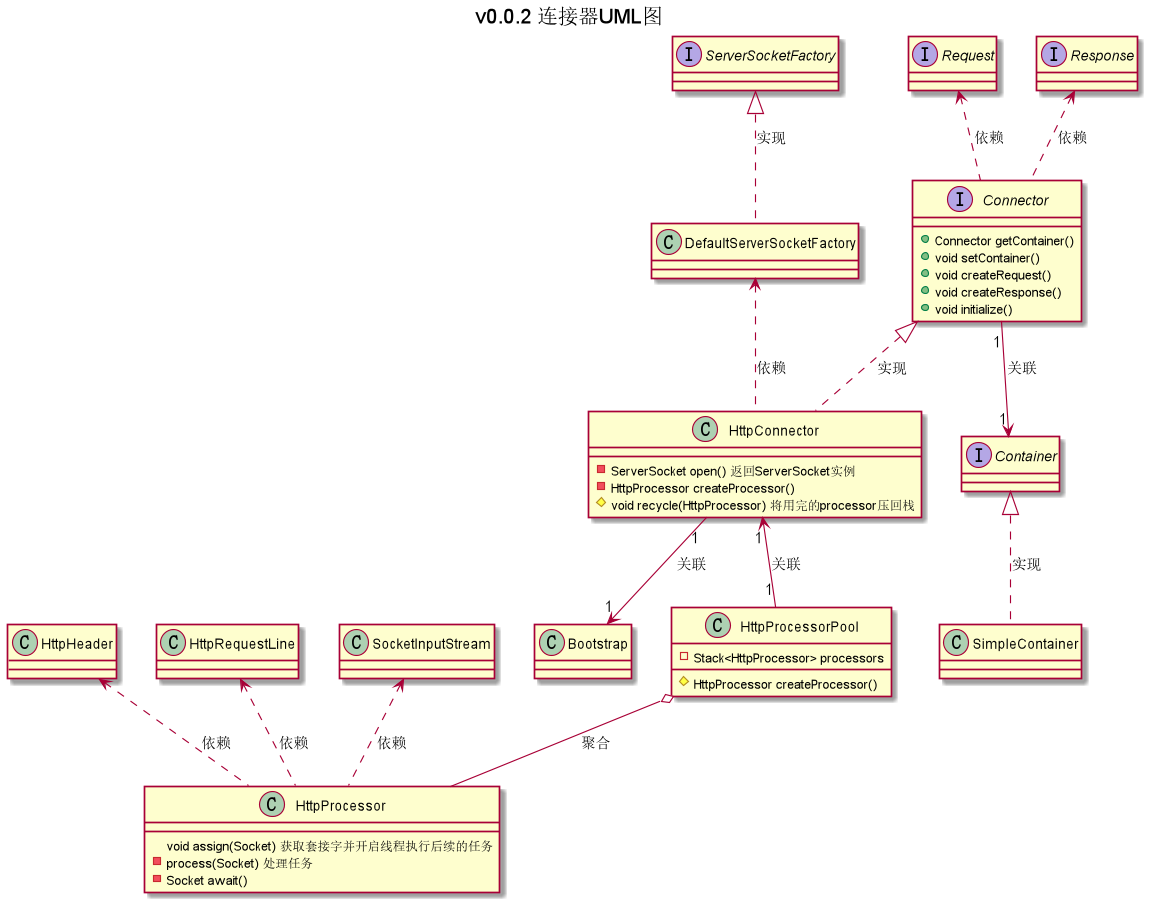 v0.0.2 连接器UML图
I ServerSocketFactory
I Request
I Response
实现
依赖
依赖
C DefaultServerSocketFactory
I Connector
Connector getContainer()
void setContainer()
void createRequest()
void createResponse()
void initialize()
依赖
实现
1
关联
1
C HttpConnector
ServerSocket open() 返回ServerSocket实例
HttpProcessor createProcessor()
void recycle(HttpProcessor) 将用完的processor压回栈
I Container
1
关联
1
1
关联
1
实现
C HttpHeader
C HttpRequestLine
C SocketInputStream
C Bootstrap
C HttpProcessorPool
Stack<HttpProcessor> processors
HttpProcessor createProcessor()
C SimpleContainer
依赖
依赖
依赖
聚合
C HttpProcessor
void assign(Socket) 获取套接字并开启线程执行后续的任务
process(Socket) 处理任务
Socket await()